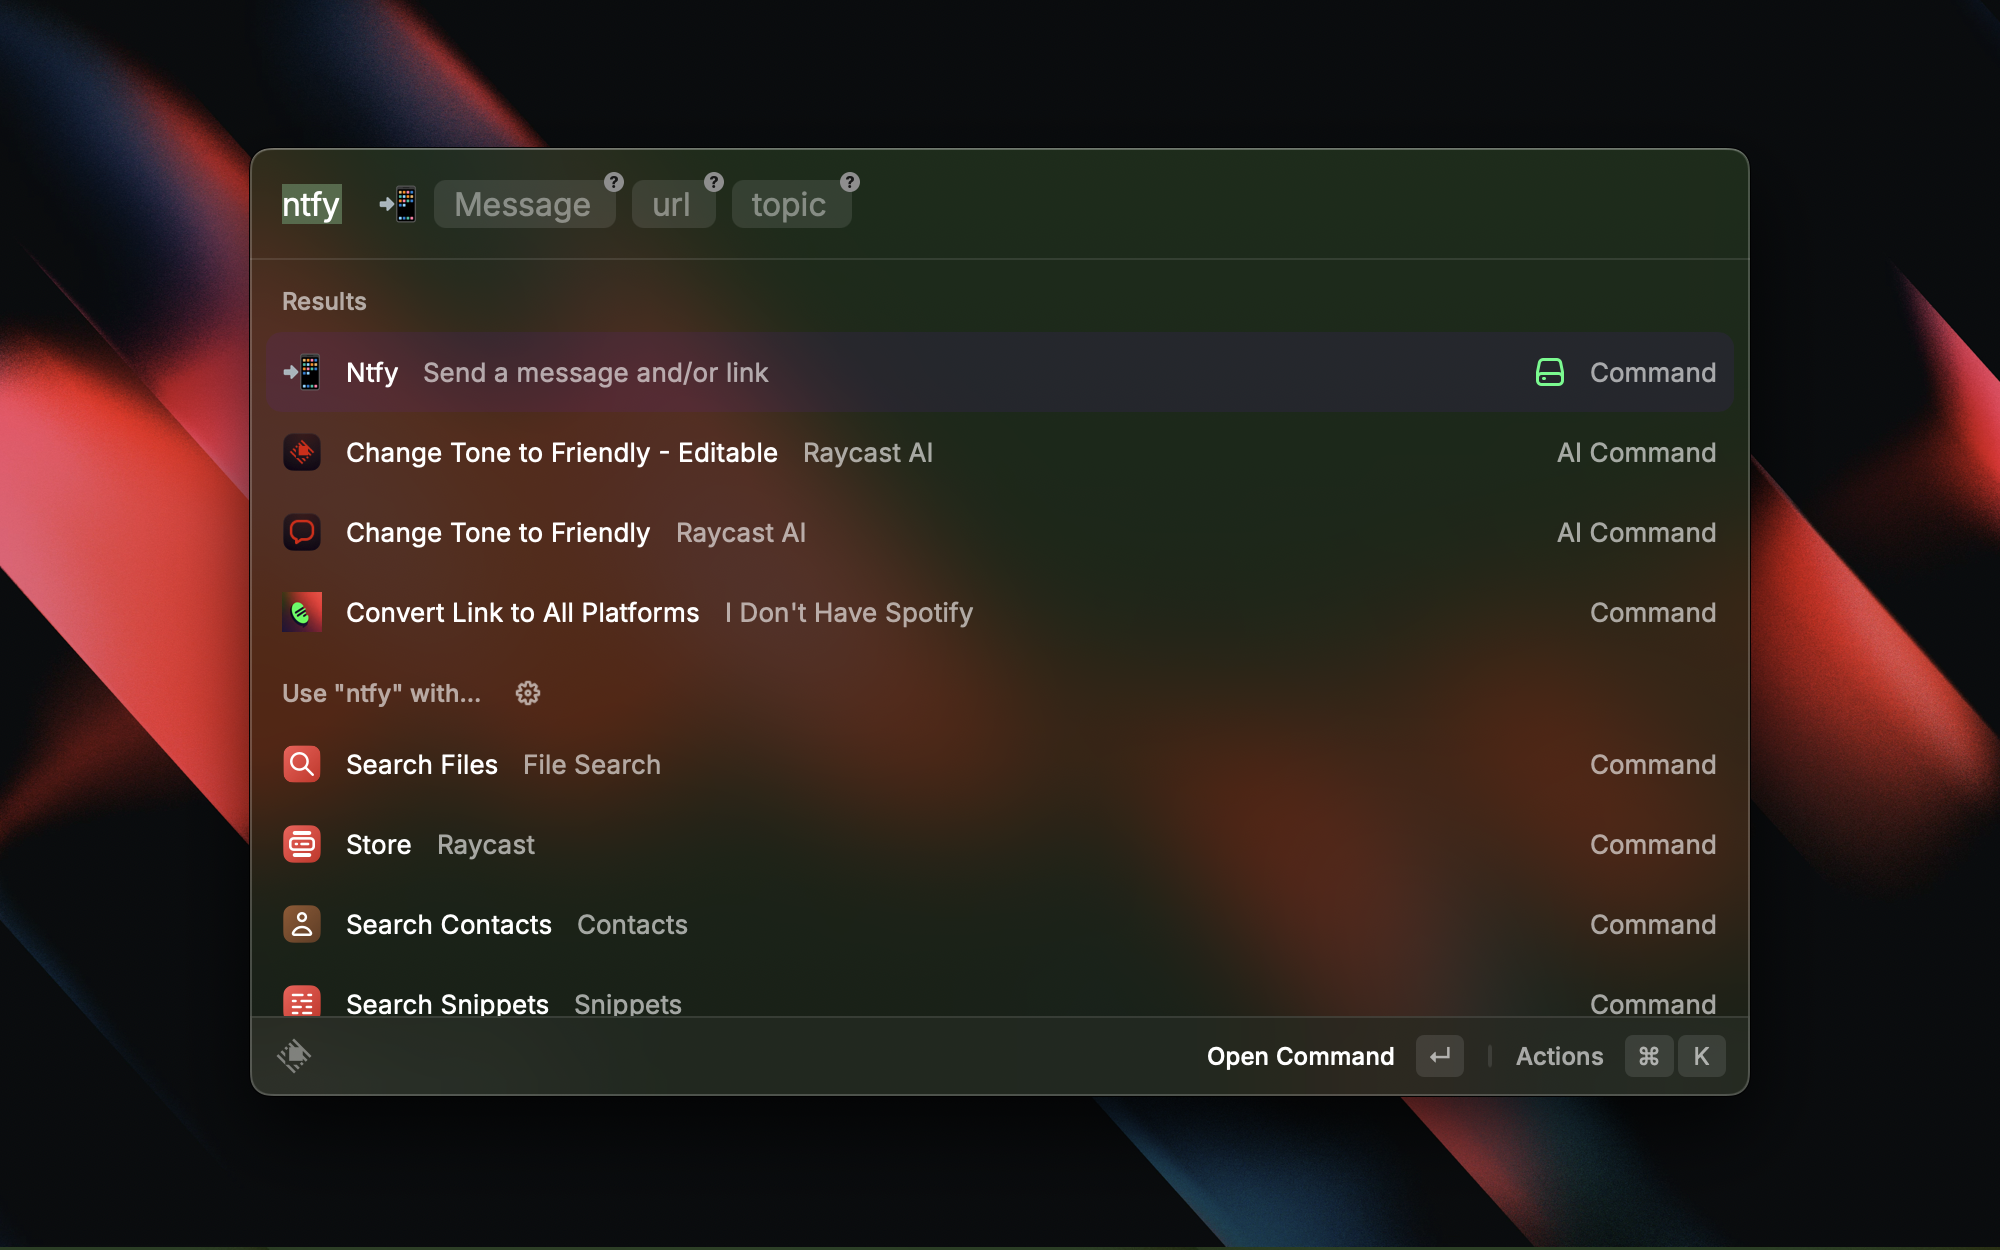 ntfy Message ? url ? topic ?
Results
Ntfy Send a message and/or link Command
Change Tone to Friendly - Editable Raycast AI AI Command
Change Tone to Friendly Raycast AI AI Command
Convert Link to All Platforms I Don't Have Spotify Command
Use "ntfy" with...
Search Files File Search Command
Store Raycast Command
Search Contacts Contacts Command
Search Snippets Snippets Command
Open Command ↵ Actions ⌘ K